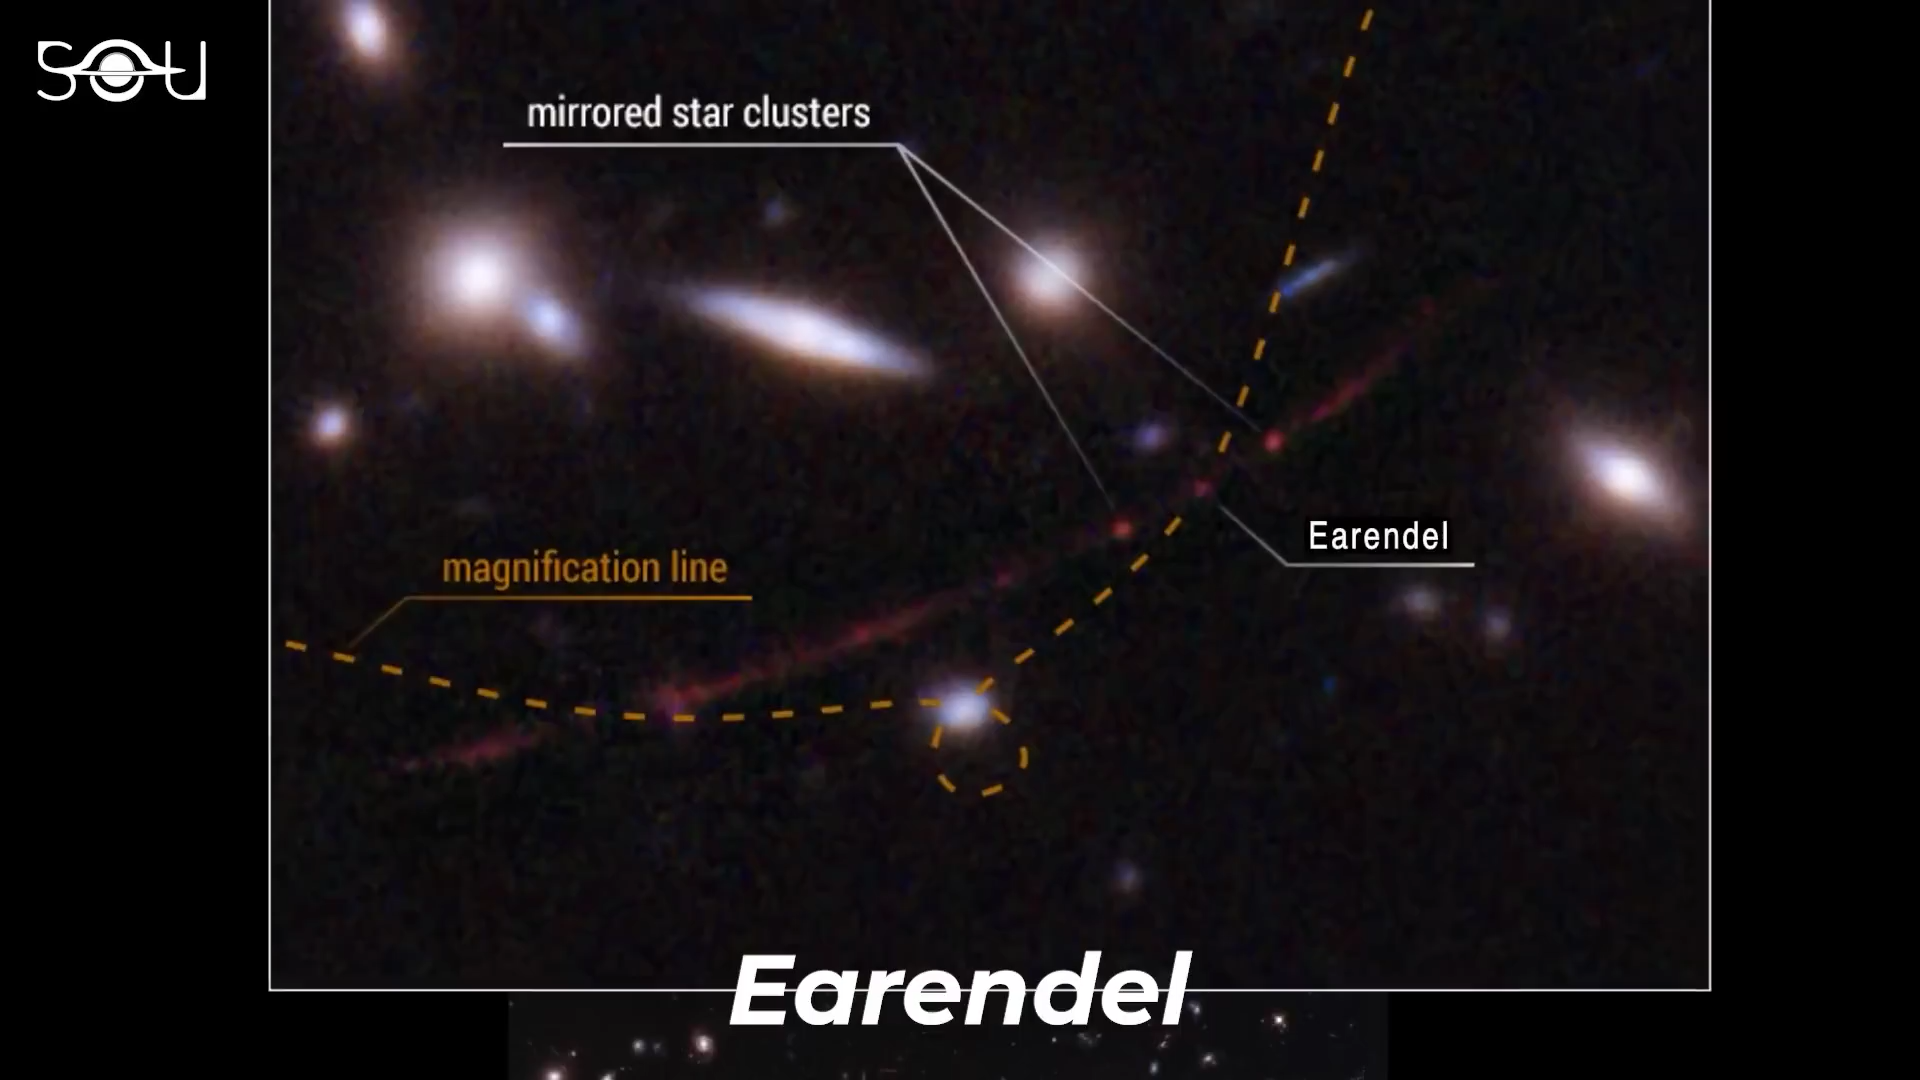 SOU
mirrored star clusters
Earendel
magnification line
Earendel